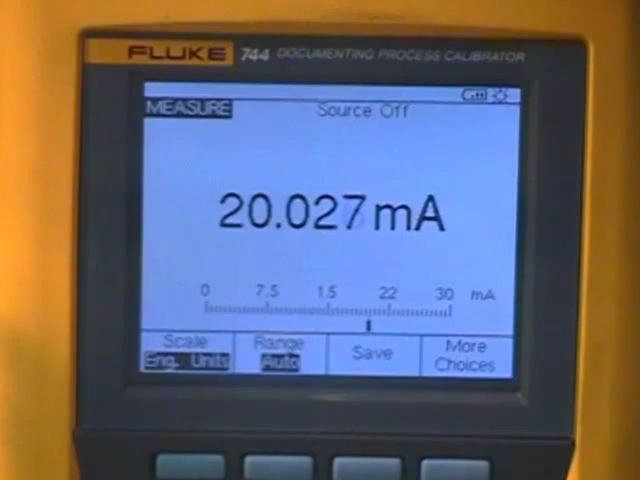 FLUKE 744 DOCUMENTING PROCESS CALIBRATOR
MEASURE Source Off
20.027 mA
0 7.5 15 22 30 mA
Scale Range Save More
Eng. Units Auto Choices